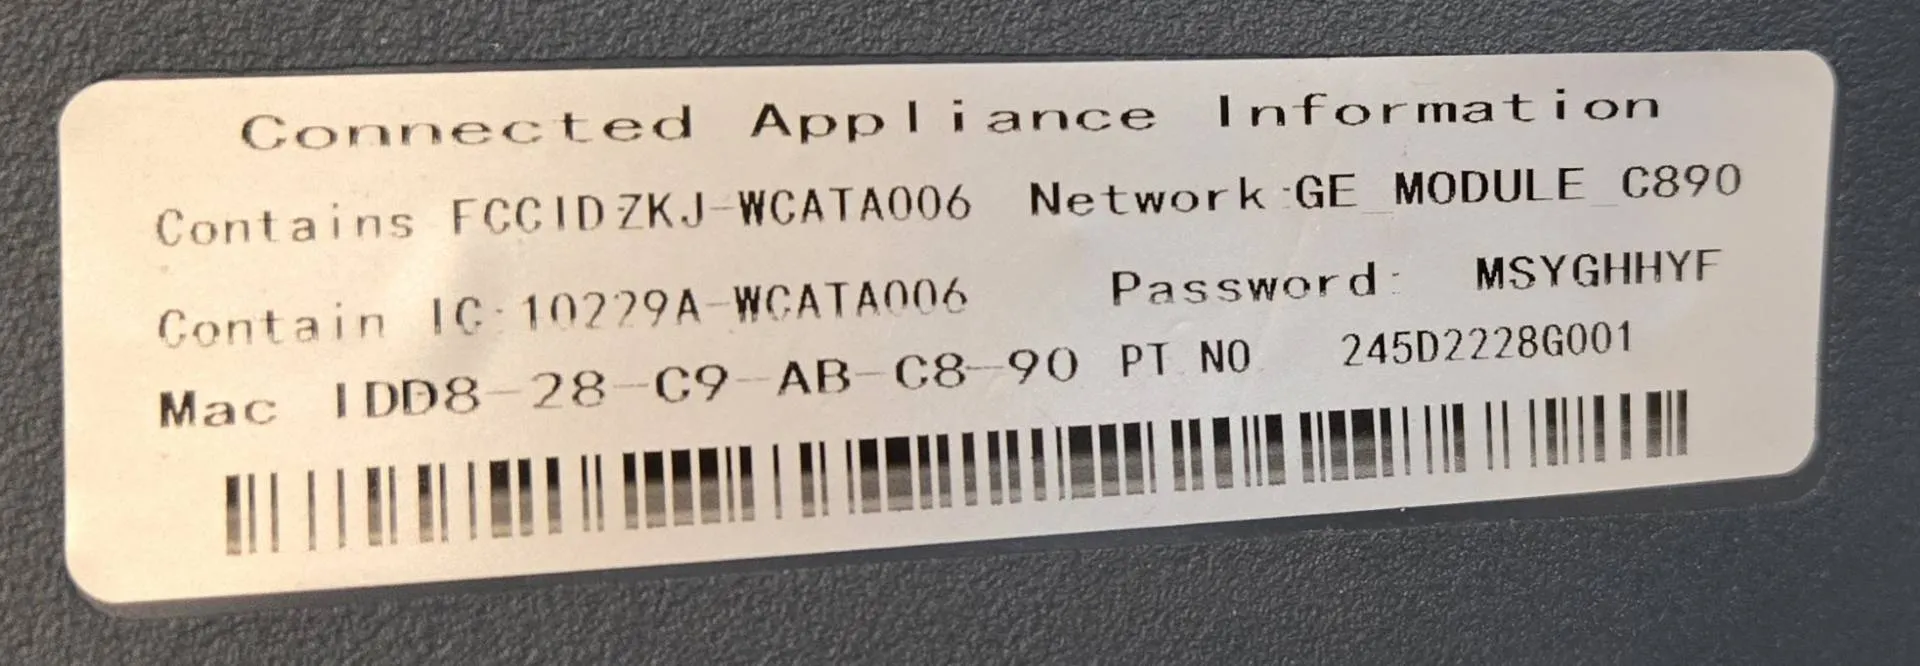 Connected Appliance Information
Contains FCCIDZKJ-WCATA006 Network:GE_MODULE_C890
Contain IC:10229A-WCATA006 Password: MSYGHHYF
Mac IDD8-28-C9-AB-C8-90 PT NO 245D2228G001